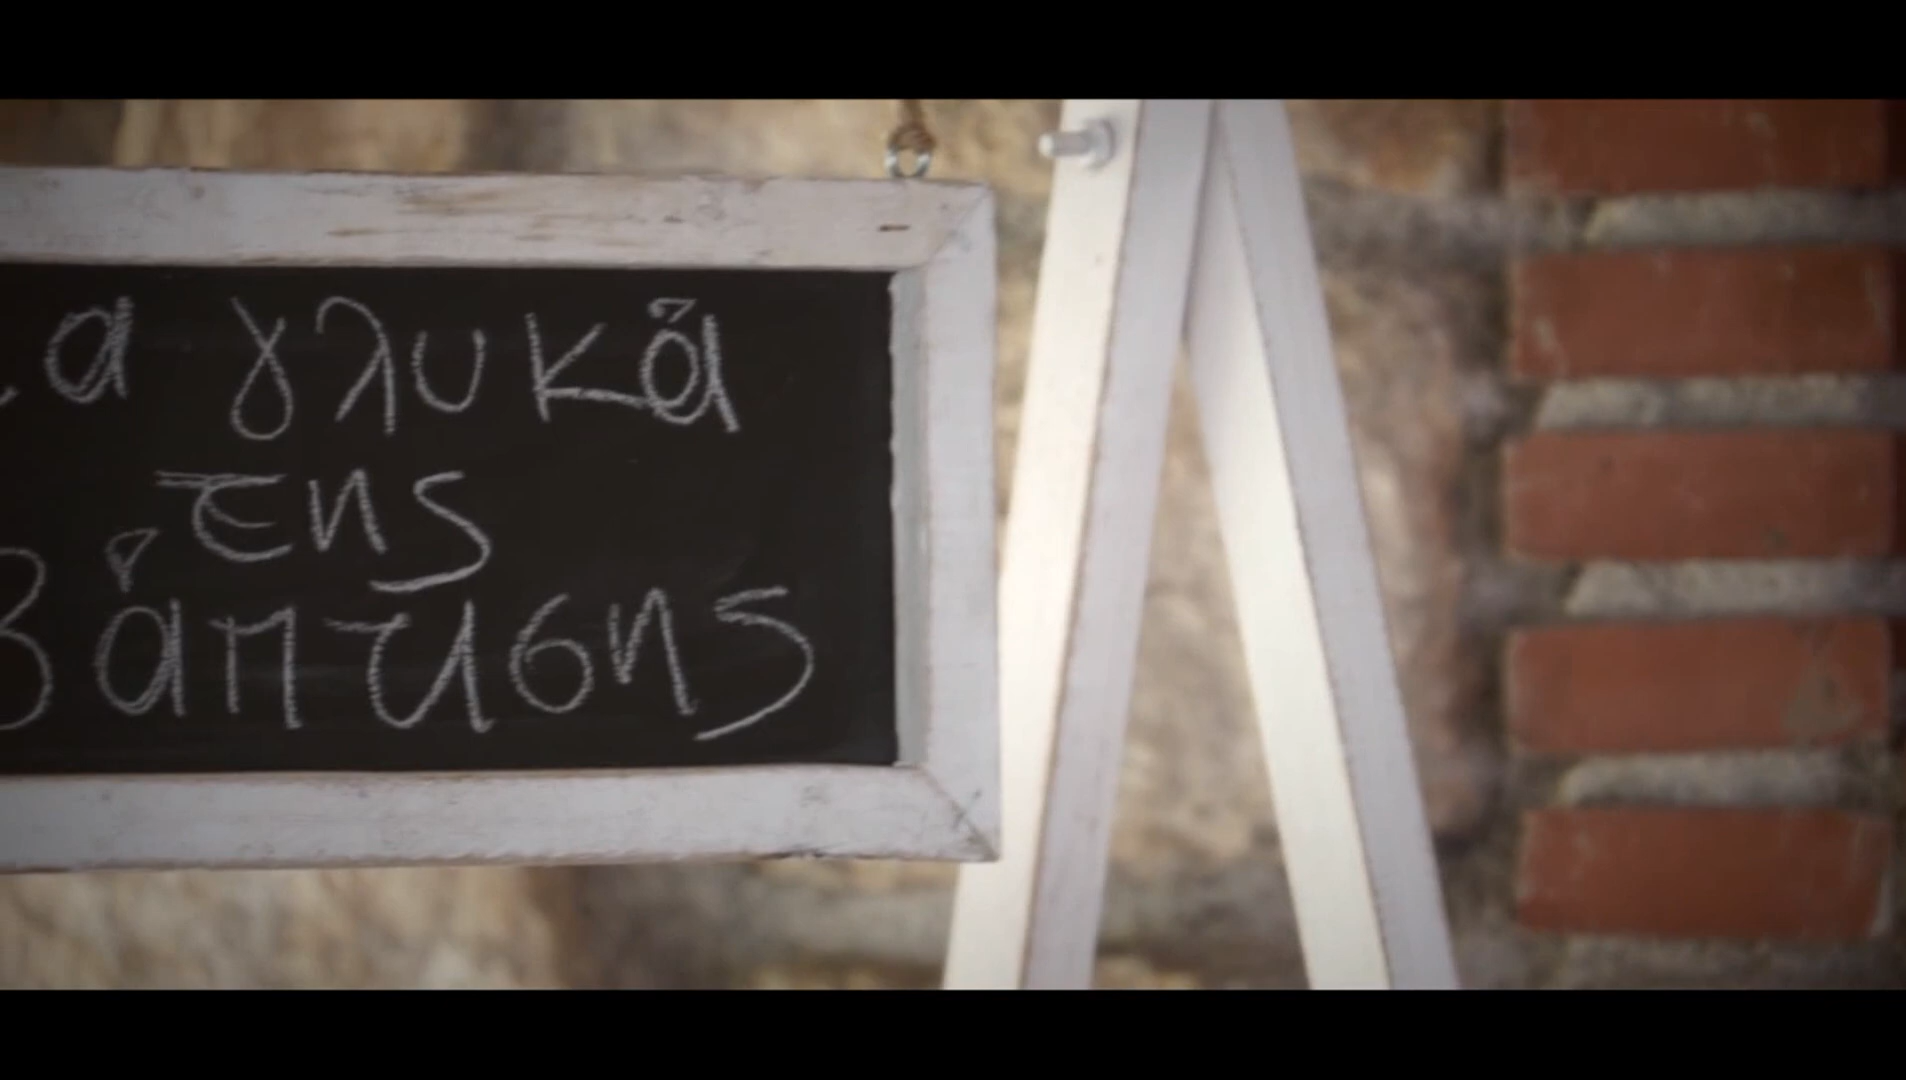 α γλυκά
της
βάπτισης